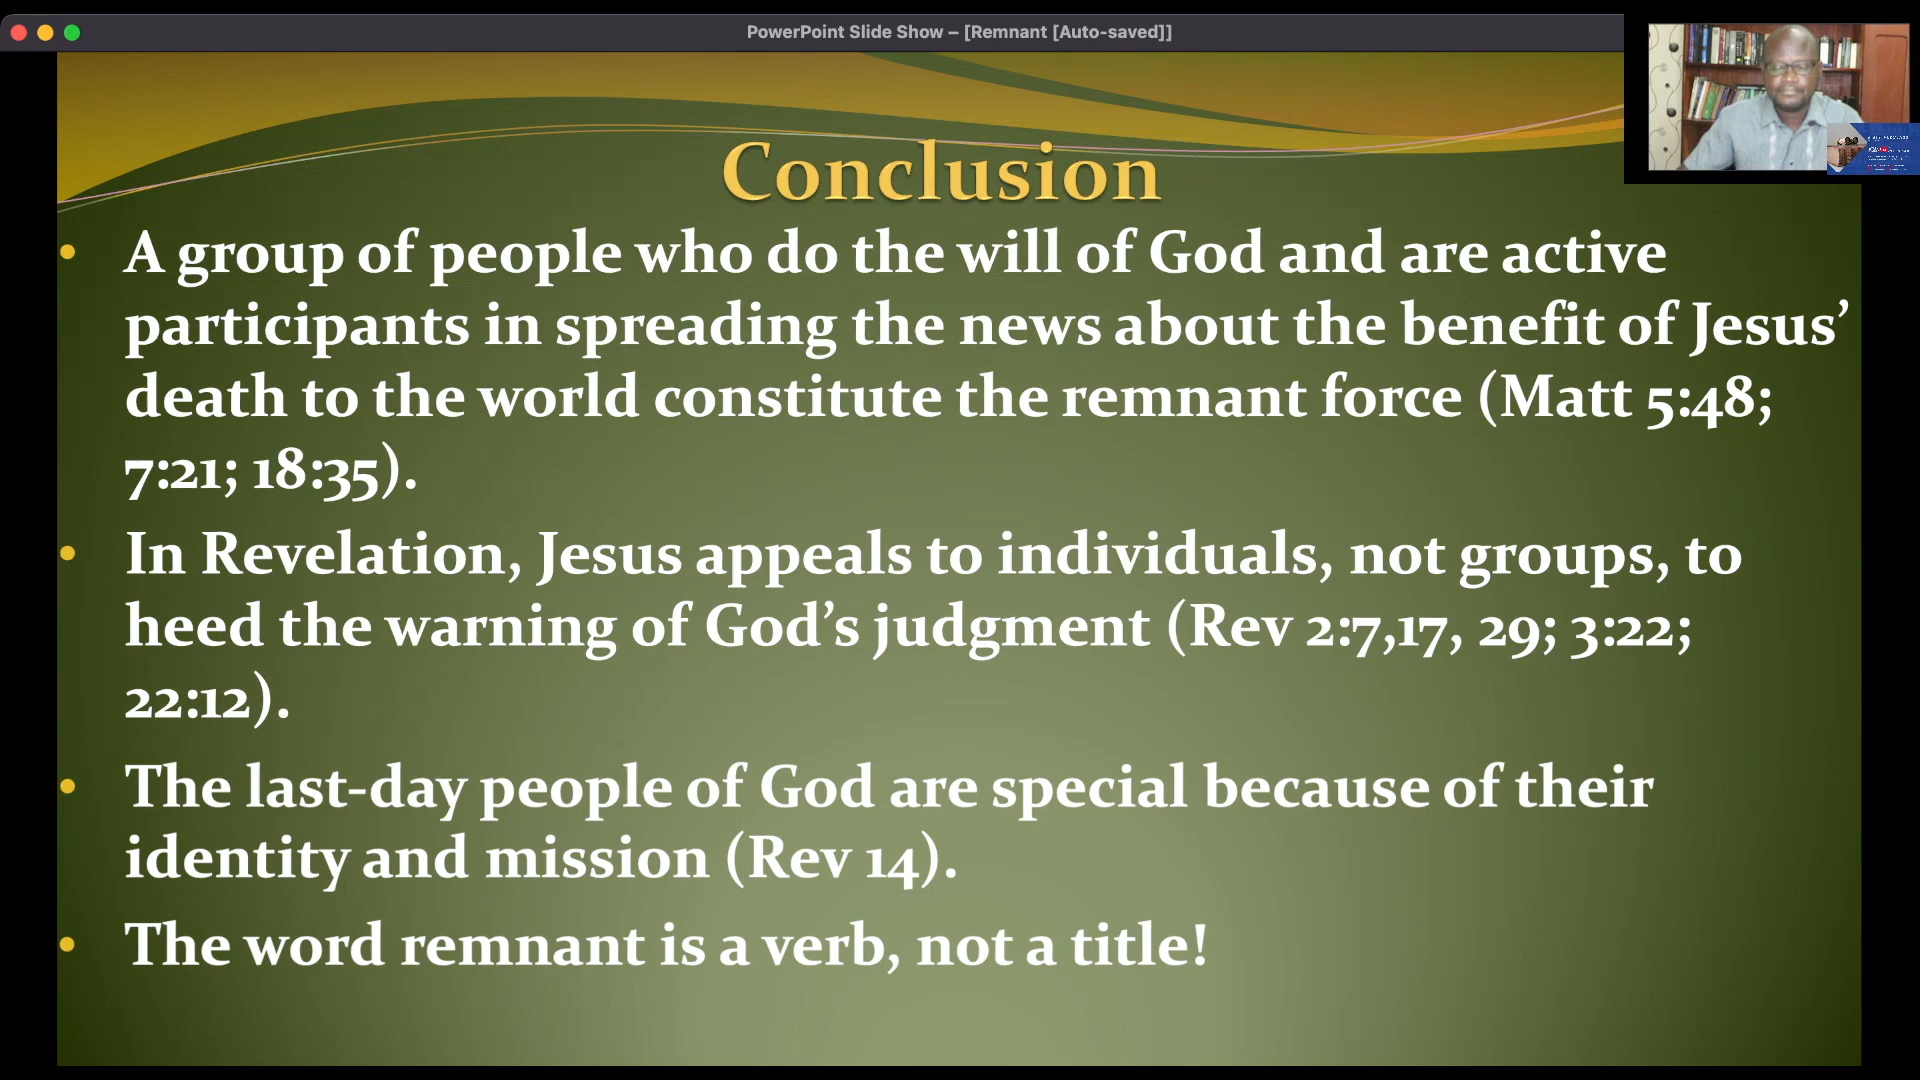 PowerPoint Slide Show – [Remnant [Auto-saved]]
Conclusion
• A group of people who do the will of God and are active
participants in spreading the news about the benefit of Jesus’
death to the world constitute the remnant force (Matt 5:48;
7:21; 18:35).
• In Revelation, Jesus appeals to individuals, not groups, to
heed the warning of God’s judgment (Rev 2:7,17, 29; 3:22;
22:12).
• The last-day people of God are special because of their
identity and mission (Rev 14).
• The word remnant is a verb, not a title!